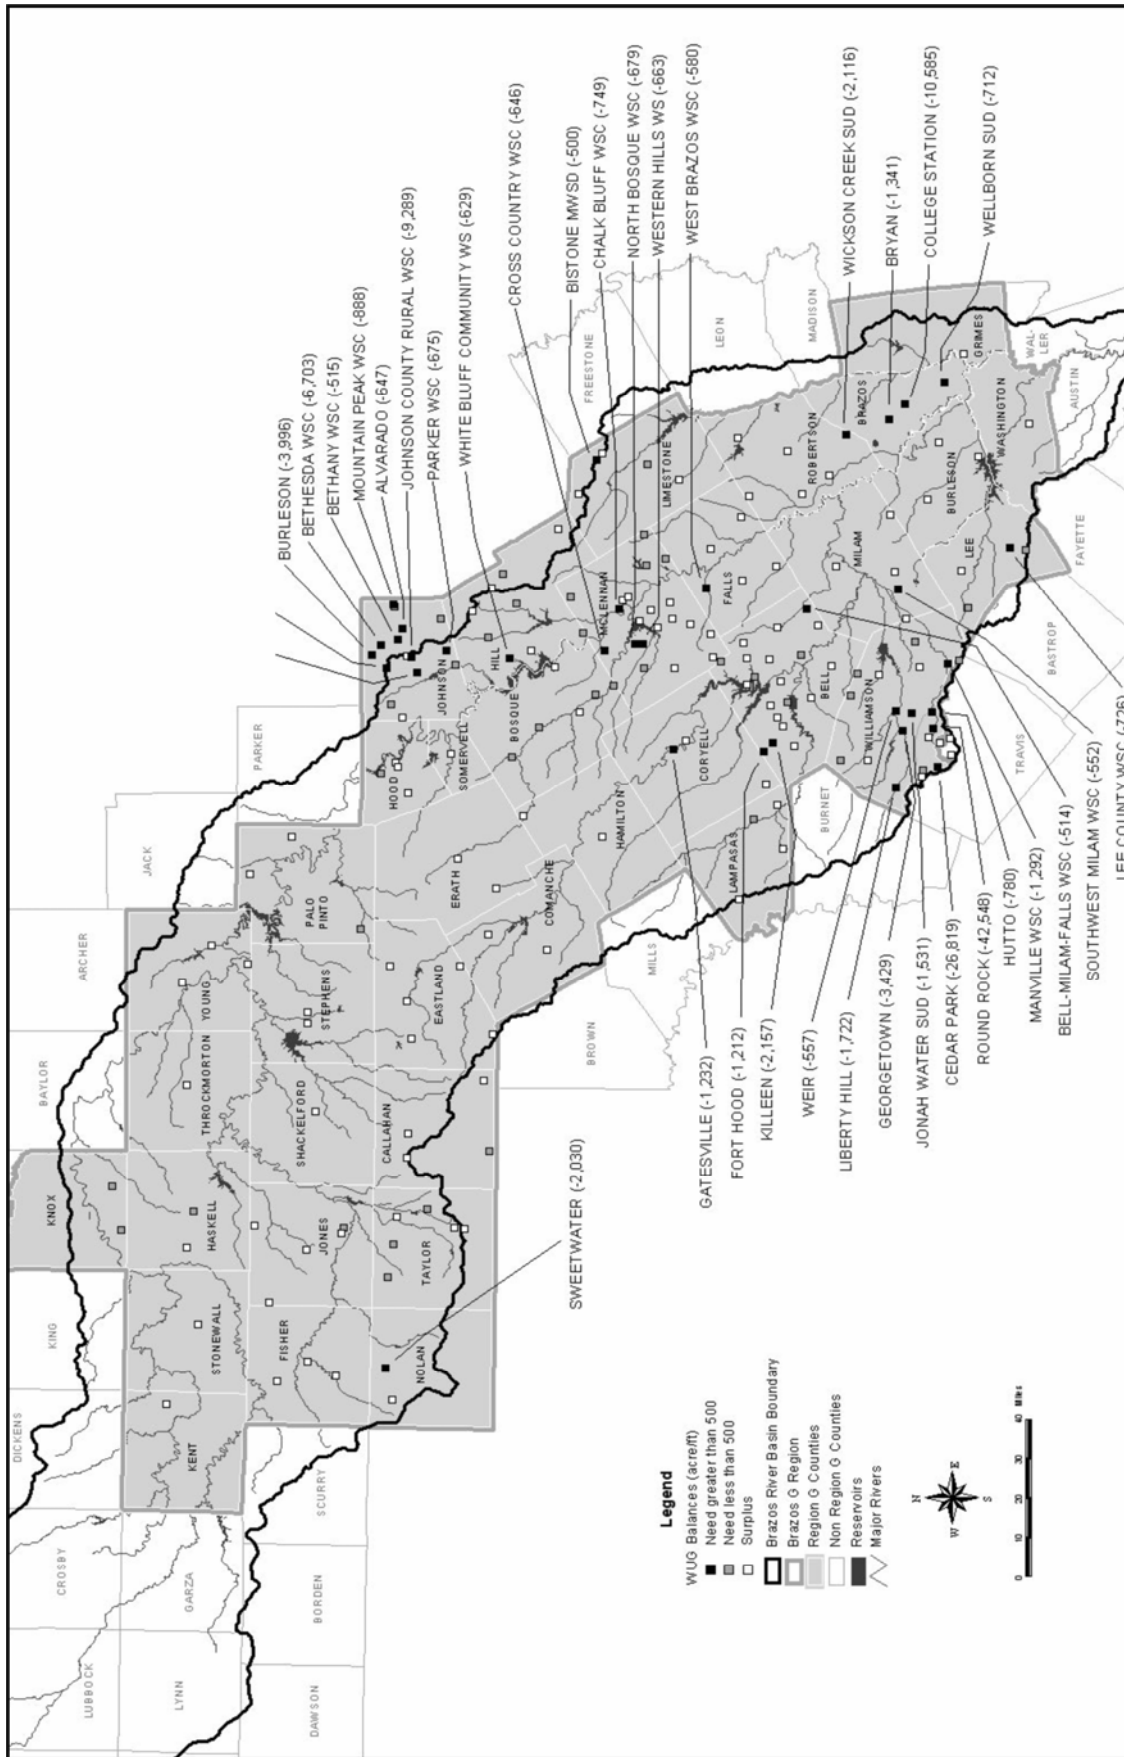 BURLESON (-3,996)
BETHESDA WSC (-6,703)
BETHANY WSC (-515)
MOUNTAIN PEAK WSC (-888)
ALVARADO (-647)
JOHNSON COUNTY RURAL WSC (-9,289)
PARKER WSC (-675)
WHITE BLUFF COMMUNITY WS (-629)
CROSS COUNTRY WSC (-646)
BISTONE MWSD (-500)
CHALK BLUFF WSC (-749)
NORTH BOSQUE WSC (-679)
WESTERN HILLS WS (-663)
WEST BRAZOS WSC (-580)
WICKSON CREEK SUD (-2,116)
BRYAN (-1,341)
COLLEGE STATION (-10,585)
WELLBORN SUD (-712)
DICKENS
KING
KNOX
BAYLOR
ARCHER
JACK
PARKER
CROSBY
KENT
STONEWALL
HASKELL
THROCKMORTON
YOUNG
PALO
PINTO
HOOD
JOHNSON
LUBBOCK
LYNN
GARZA
SCURRY
FISHER
JONES
SHACKELFORD
STEPHENS
ERATH
SOMERVELL
BOSQUE
HILL
FREESTONE
DAWSON
BORDEN
NOLAN
TAYLOR
CALLAHAN
EASTLAND
COMANCHE
HAMILTON
MCLENNAN
LIMESTONE
LEON
BROWN
MILLS
LAMPASAS
CORYELL
FALLS
ROBERTSON
MADISON
BURNET
BELL
MILAM
BRAZOS
GRIMES
WILLIAMSON
BURLESON
WASHINGTON
WAL-
LER
TRAVIS
BASTROP
LEE
FAYETTE
AUSTIN
SWEETWATER (-2,030)
GATESVILLE (-1,232)
FORT HOOD (-1,212)
KILLEEN (-2,157)
WEIR (-557)
LIBERTY HILL (-1,722)
GEORGETOWN (-3,429)
JONAH WATER SUD (-1,531)
CEDAR PARK (-26,819)
ROUND ROCK (-42,548)
HUTTO (-780)
MANVILLE WSC (-1,292)
BELL-MILAM-FALLS WSC (-514)
SOUTHWEST MILAM WSC (-552)
LEE COUNTY WSC (-726)
Legend
WUG Balances (acre/ft)
Need greater than 500
Need less than 500
Surplus
Brazos River Basin Boundary
Brazos G Region
Region G Counties
Non Region G Counties
Reservoirs
Major Rivers
N
W E
S
0 10 20 30 40 Miles